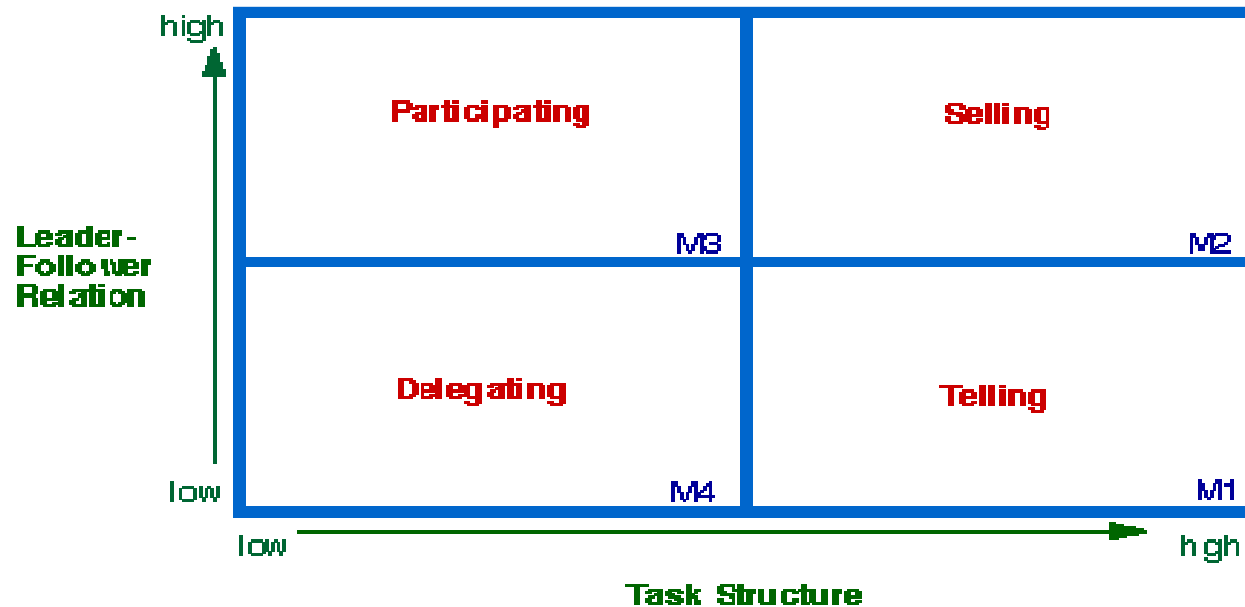 high
Participating
Selling
Leader-
Follower
Relation
M3
M2
Delegating
Telling
low
M4
M1
low
high
Task Structure